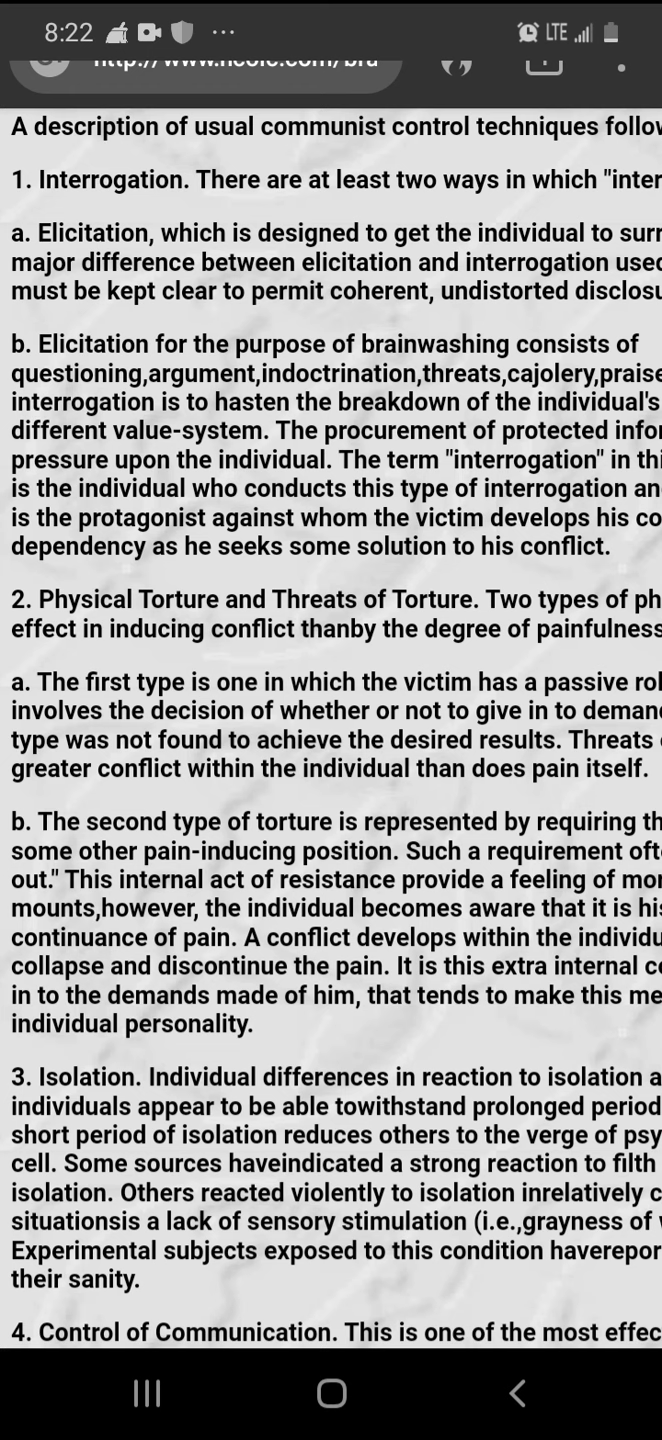 8:22
LTE
http://www.ncoic.com/bra
A description of usual communist control techniques follow
1. Interrogation. There are at least two ways in which "inter
a. Elicitation, which is designed to get the individual to surr
major difference between elicitation and interrogation used
must be kept clear to permit coherent, undistorted disclosu
b. Elicitation for the purpose of brainwashing consists of
questioning,argument,indoctrination,threats,cajolery,praise
interrogation is to hasten the breakdown of the individual's
different value-system. The procurement of protected infor
pressure upon the individual. The term "interrogation" in thi
is the individual who conducts this type of interrogation an
is the protagonist against whom the victim develops his co
dependency as he seeks some solution to his conflict.
2. Physical Torture and Threats of Torture. Two types of ph
effect in inducing conflict thanby the degree of painfulness
a. The first type is one in which the victim has a passive rol
involves the decision of whether or not to give in to demand
type was not found to achieve the desired results. Threats
greater conflict within the individual than does pain itself.
b. The second type of torture is represented by requiring th
some other pain-inducing position. Such a requirement oft
out." This internal act of resistance provide a feeling of mor
mounts,however, the individual becomes aware that it is his
continuance of pain. A conflict develops within the individu
collapse and discontinue the pain. It is this extra internal co
in to the demands made of him, that tends to make this me
individual personality.
3. Isolation. Individual differences in reaction to isolation a
individuals appear to be able towithstand prolonged period
short period of isolation reduces others to the verge of psy
cell. Some sources haveindicated a strong reaction to filth
isolation. Others reacted violently to isolation inrelatively c
situationsis a lack of sensory stimulation (i.e.,grayness of
Experimental subjects exposed to this condition haverepor
their sanity.
4. Control of Communication. This is one of the most effec